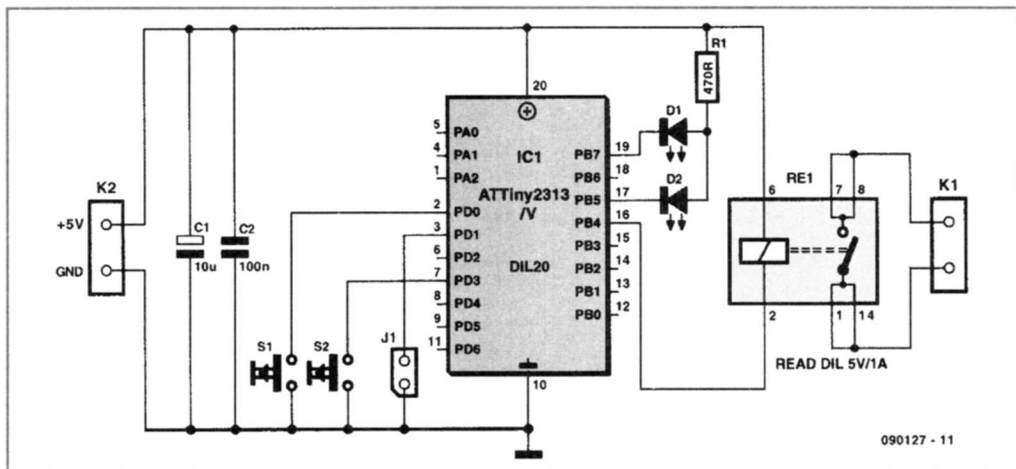 K2
+5V
GND
C1
10u
C2
100n
S1
S2
J1
20
IC1
ATTiny2313
/V
DIL20
5 PA0
4 PA1
1 PA2
2 PD0
3 PD1
6 PD2
7 PD3
8 PD4
9 PD5
11 PD6
PB7 19
PB6 18
PB5 17
PB4 16
PB3 15
PB2 14
PB1 13
PB0 12
10
R1
470R
D1
D2
RE1
6
7
8
2
1
14
READ DIL 5V/1A
K1
090127 - 11